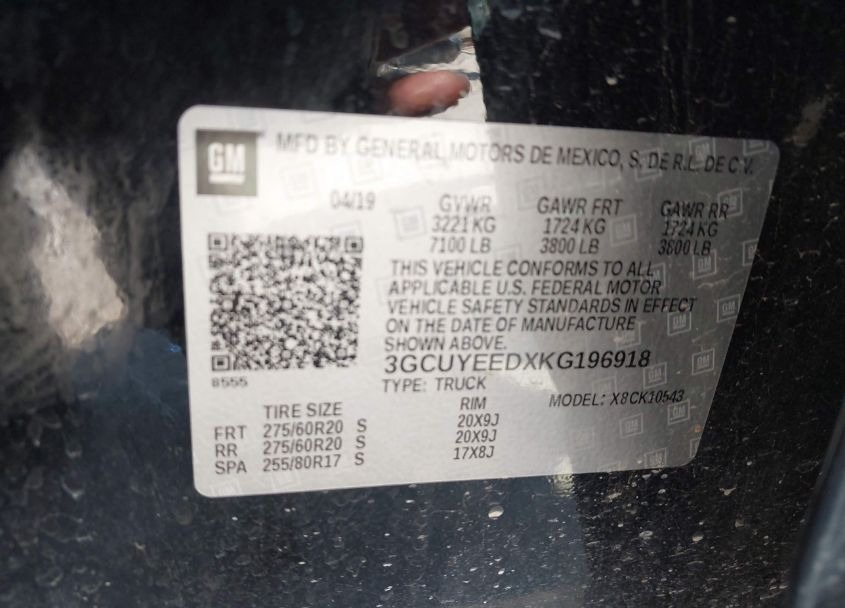 GM
MFD BY GENERAL MOTORS DE MEXICO, S. DE R.L. DE C.V.
04/19 GVWR GAWR FRT GAWR RR
3221 KG 1724 KG 1724 KG
7100 LB 3800 LB 3800 LB
THIS VEHICLE CONFORMS TO ALL
APPLICABLE U.S. FEDERAL MOTOR
VEHICLE SAFETY STANDARDS IN EFFECT
ON THE DATE OF MANUFACTURE
SHOWN ABOVE.
3GCUYEEDXKG196918
8555
TYPE: TRUCK
MODEL: X8CK10543
TIRE SIZE RIM
FRT 275/60R20 S 20X9J
RR 275/60R20 S 20X9J
SPA 255/80R17 S 17X8J